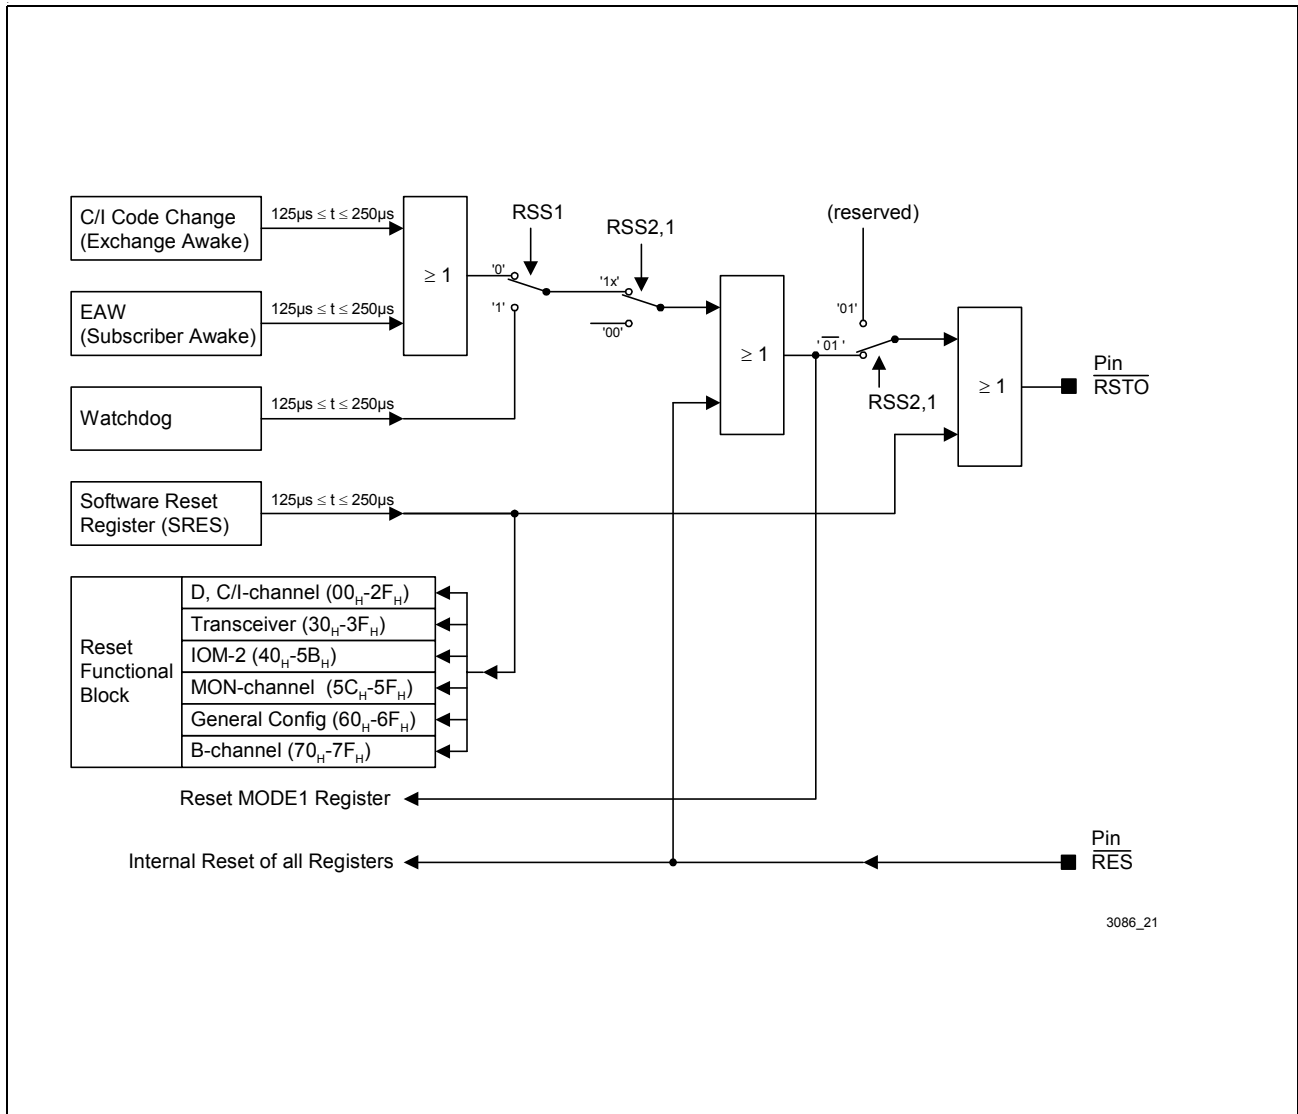 C/I Code Change
(Exchange Awake)
125µs ≤ t ≤ 250µs
EAW
(Subscriber Awake)
125µs ≤ t ≤ 250µs
Watchdog
125µs ≤ t ≤ 250µs
Software Reset
Register (SRES)
125µs ≤ t ≤ 250µs
≥ 1
RSS1
'0'
'1'
RSS2,1
'1x'
'00'
≥ 1
(reserved)
'01'
'01'
RSS2,1
≥ 1
Pin
RSTO
Reset
Functional
Block
D, C/I-channel (00H-2FH)
Transceiver (30H-3FH)
IOM-2 (40H-5BH)
MON-channel (5CH-5FH)
General Config (60H-6FH)
B-channel (70H-7FH)
Reset MODE1 Register
Internal Reset of all Registers
Pin
RES
3086_21